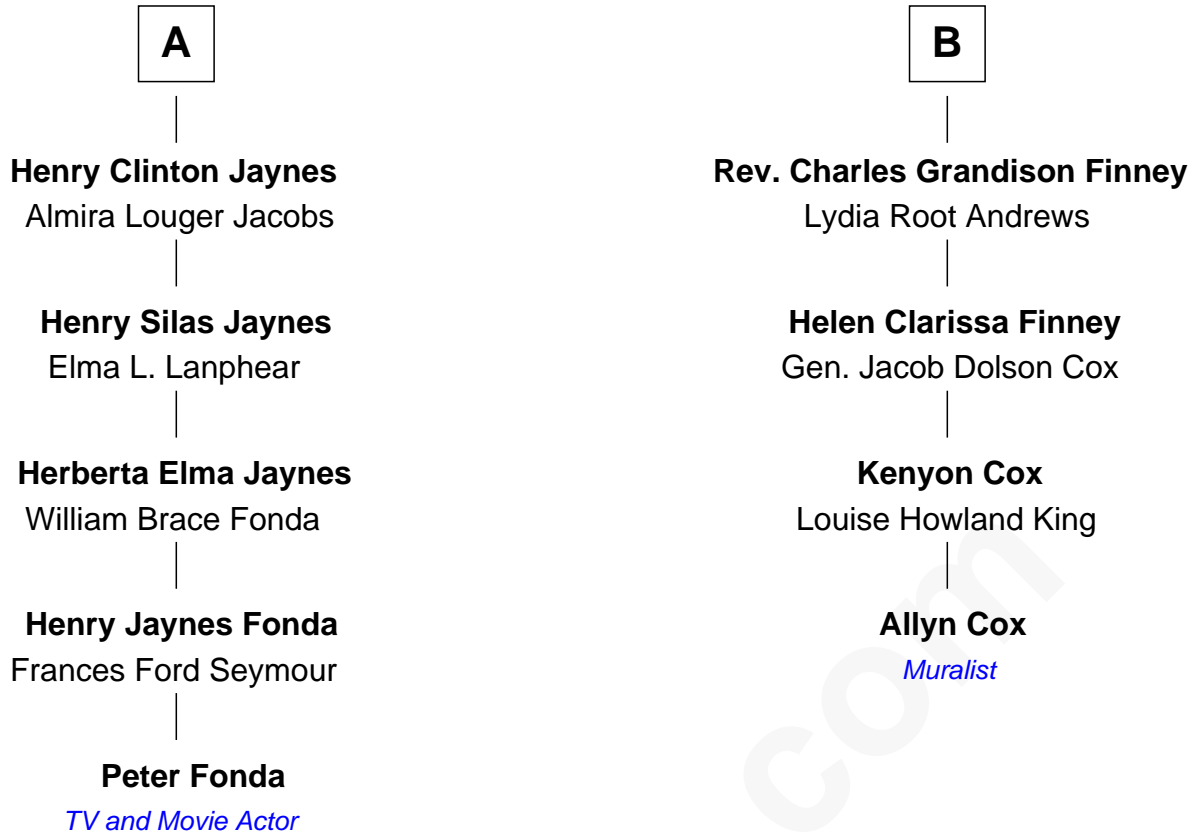 A
Henry Clinton Jaynes
Almira Louger Jacobs
Henry Silas Jaynes
Elma L. Lanphear
Herberta Elma Jaynes
William Brace Fonda
Henry Jaynes Fonda
Frances Ford Seymour
Peter Fonda
TV and Movie Actor
B
Rev. Charles Grandison Finney
Lydia Root Andrews
Helen Clarissa Finney
Gen. Jacob Dolson Cox
Kenyon Cox
Louise Howland King
Allyn Cox
Muralist
com